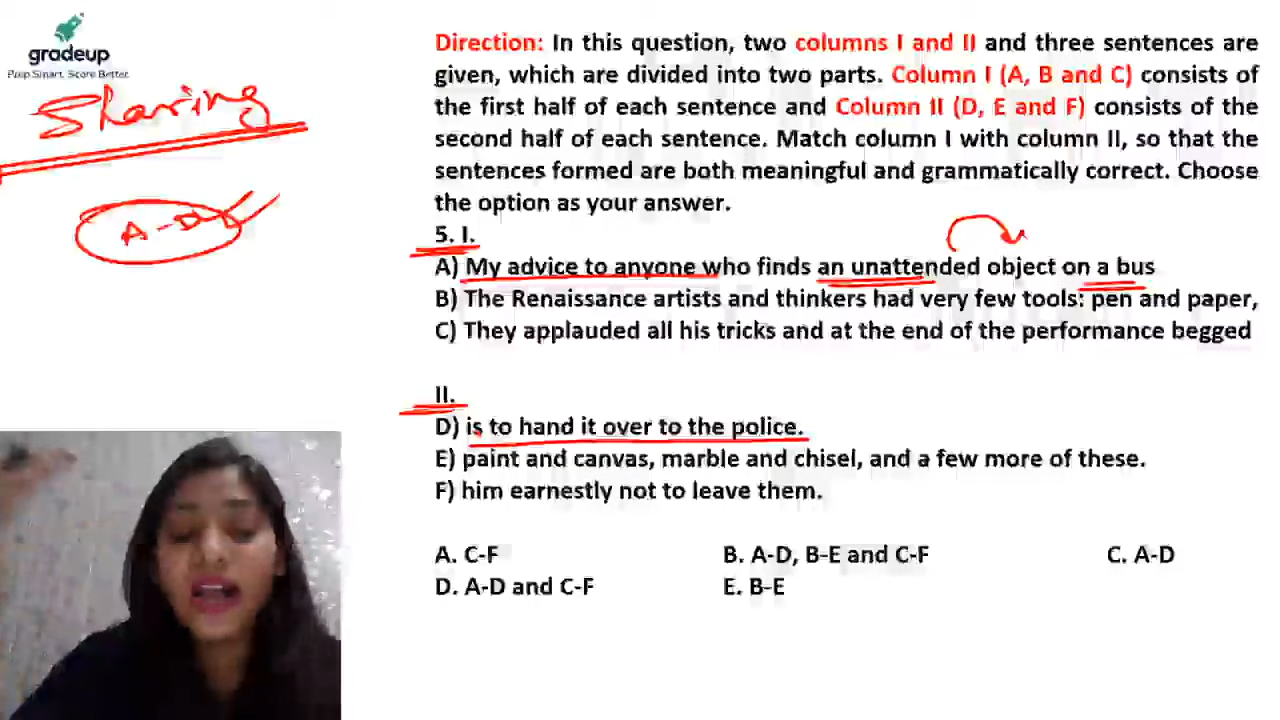 gradeup
Prep Smart. Score Better.
Sharing
A-D
Direction: In this question, two columns I and II and three sentences are
given, which are divided into two parts. Column I (A, B and C) consists of
the first half of each sentence and Column II (D, E and F) consists of the
second half of each sentence. Match column I with column II, so that the
sentences formed are both meaningful and grammatically correct. Choose
the option as your answer.
5. I.
A) My advice to anyone who finds an unattended object on a bus
B) The Renaissance artists and thinkers had very few tools: pen and paper,
C) They applauded all his tricks and at the end of the performance begged
II.
D) is to hand it over to the police.
E) paint and canvas, marble and chisel, and a few more of these.
F) him earnestly not to leave them.
A. C-F B. A-D, B-E and C-F C. A-D
D. A-D and C-F E. B-E